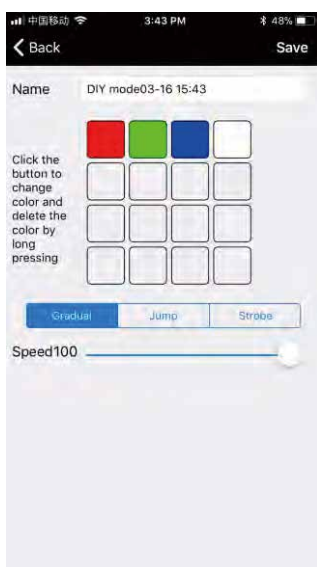 中国移动 3:43 PM 48%
Back Save
Name DIY mode03-16 15:43
Click the
button to
change
color and
delete the
color by
long
pressing
Gradual Jump Strobe
Speed100